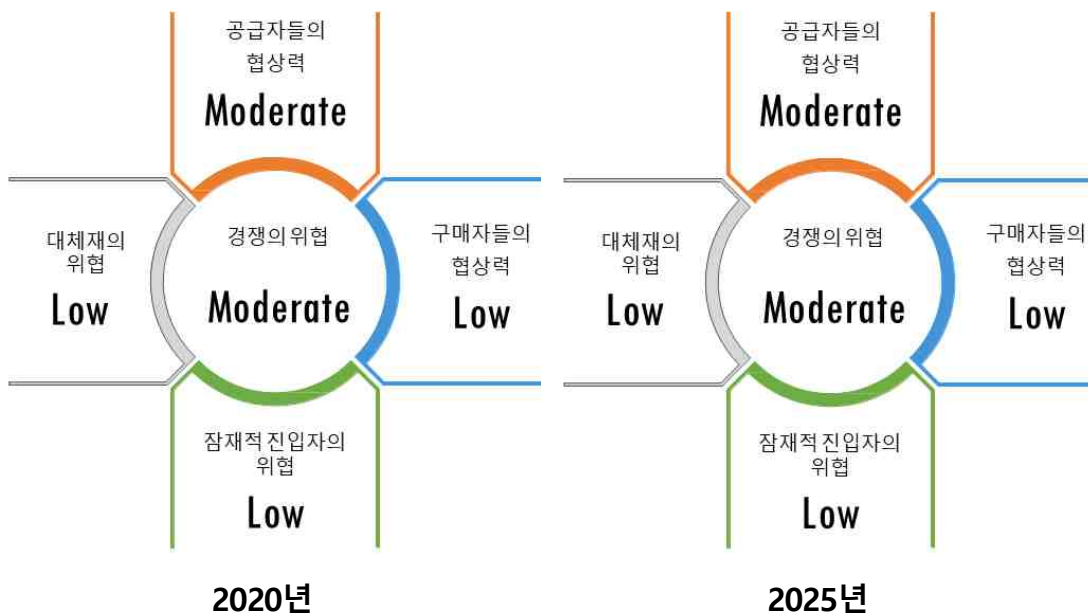 공급자들의
협상력
Moderate
대체재의
위협
Low
경쟁의 위협
Moderate
구매자들의
협상력
Low
잠재적 진입자의
위협
Low
2020년
공급자들의
협상력
Moderate
대체재의
위협
Low
경쟁의 위협
Moderate
구매자들의
협상력
Low
잠재적 진입자의
위협
Low
2025년